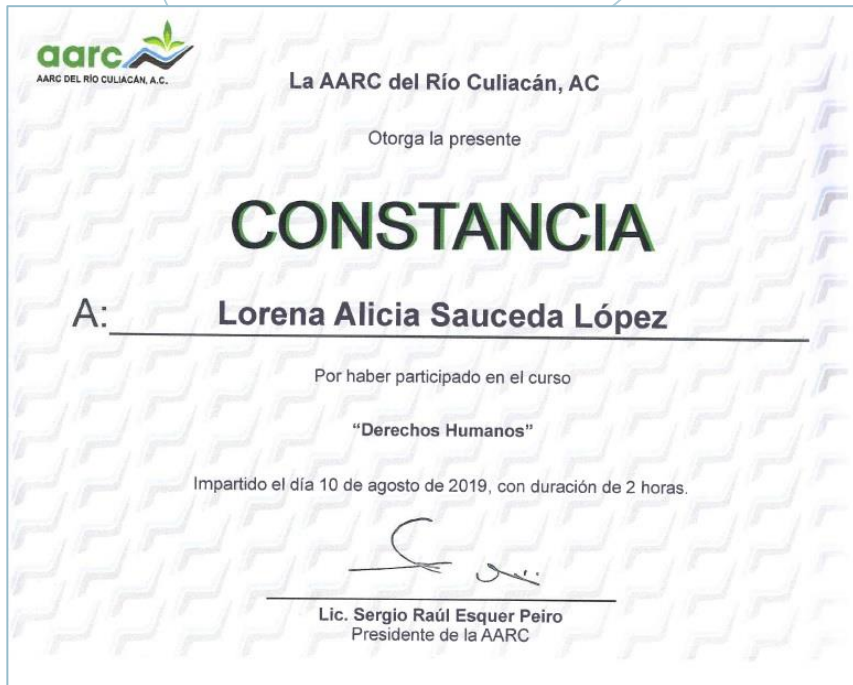 aarc
AARC DEL RÍO CULIACÁN, A.C.
La AARC del Río Culiacán, AC
Otorga la presente
CONSTANCIA
A: Lorena Alicia Sauceda López
Por haber participado en el curso
“Derechos Humanos”
Impartido el día 10 de agosto de 2019, con duración de 2 horas.
Lic. Sergio Raúl Esquer Peiro
Presidente de la AARC